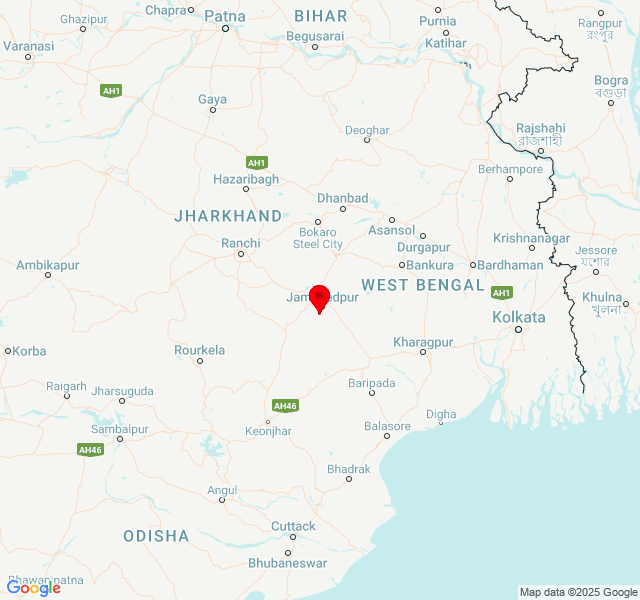 Ghazipur
Chapra
Patna
BIHAR
Begusarai
Purnia
Katihar
Rangpur
রংপুর
Varanasi
AH1
Gaya
Bogra
বগুড়া
Deoghar
Rajshahi
রাজশাহী
AH1
Hazaribagh
Berhampore
Dhanbad
JHARKHAND
Bokaro
Steel City
Asansol
Durgapur
Krishnanagar
Ranchi
Jessore
যশোর
Ambikapur
Bankura
Bardhaman
WEST BENGAL
AH1
Khulna
খুলনা
Kolkata
Korba
Rourkela
Kharagpur
Raigarh
Jharsuguda
Baripada
AH46
Sambalpur
Keonjhar
Digha
Balasore
AH46
Bhadrak
Angul
ODISHA
Cuttack
Bhubaneswar
Bhawanipatna
Google
Map data ©2025 Google